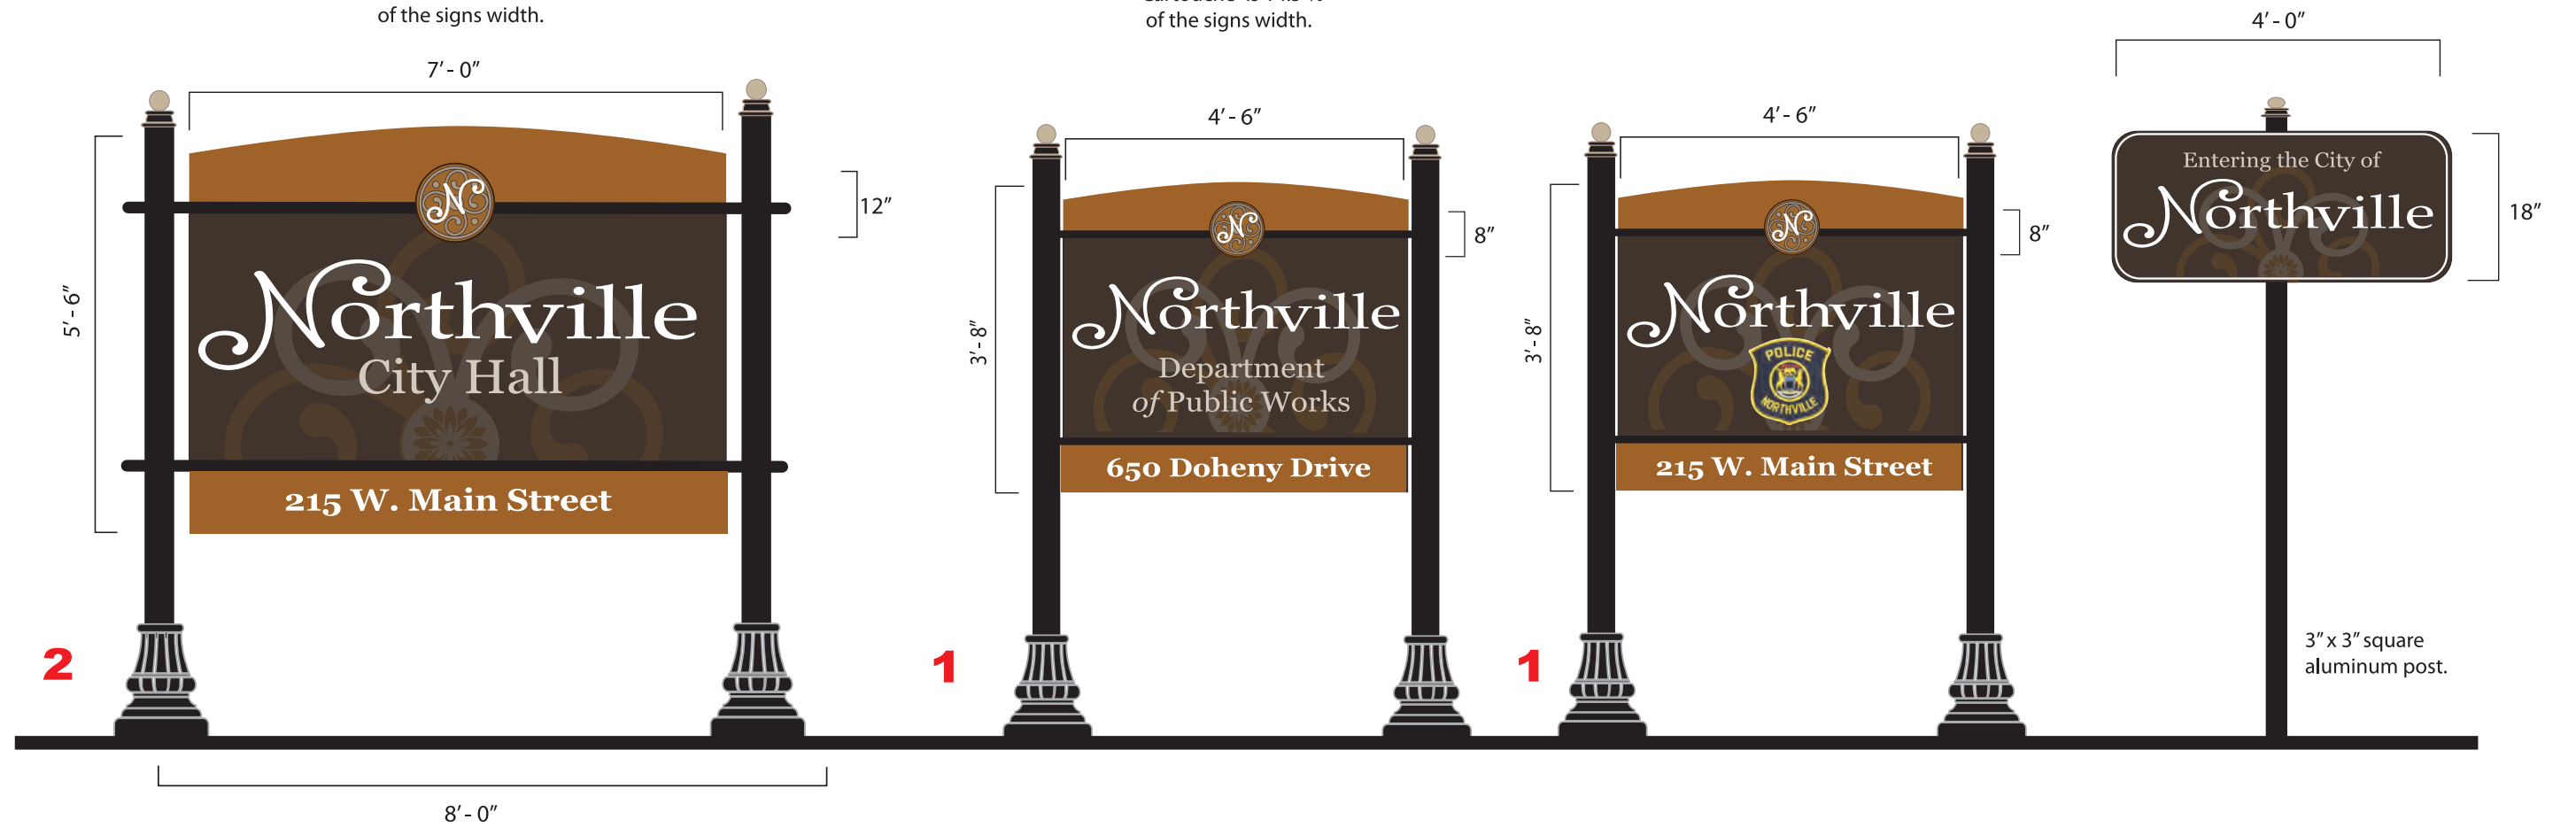 of the signs width.
7’ - 0”
5’ - 6”
12”
N
Northville
City Hall
215 W. Main Street
2
8’ - 0”
of the signs width.
4’ - 6”
3’ - 8”
8”
N
Northville
Department
of Public Works
650 Doheny Drive
1
4’ - 6”
3’ - 8”
8”
N
Northville
POLICE
NORTHVILLE
215 W. Main Street
1
4’ - 0”
18”
Entering the City of
Northville
3” x 3” square
aluminum post.